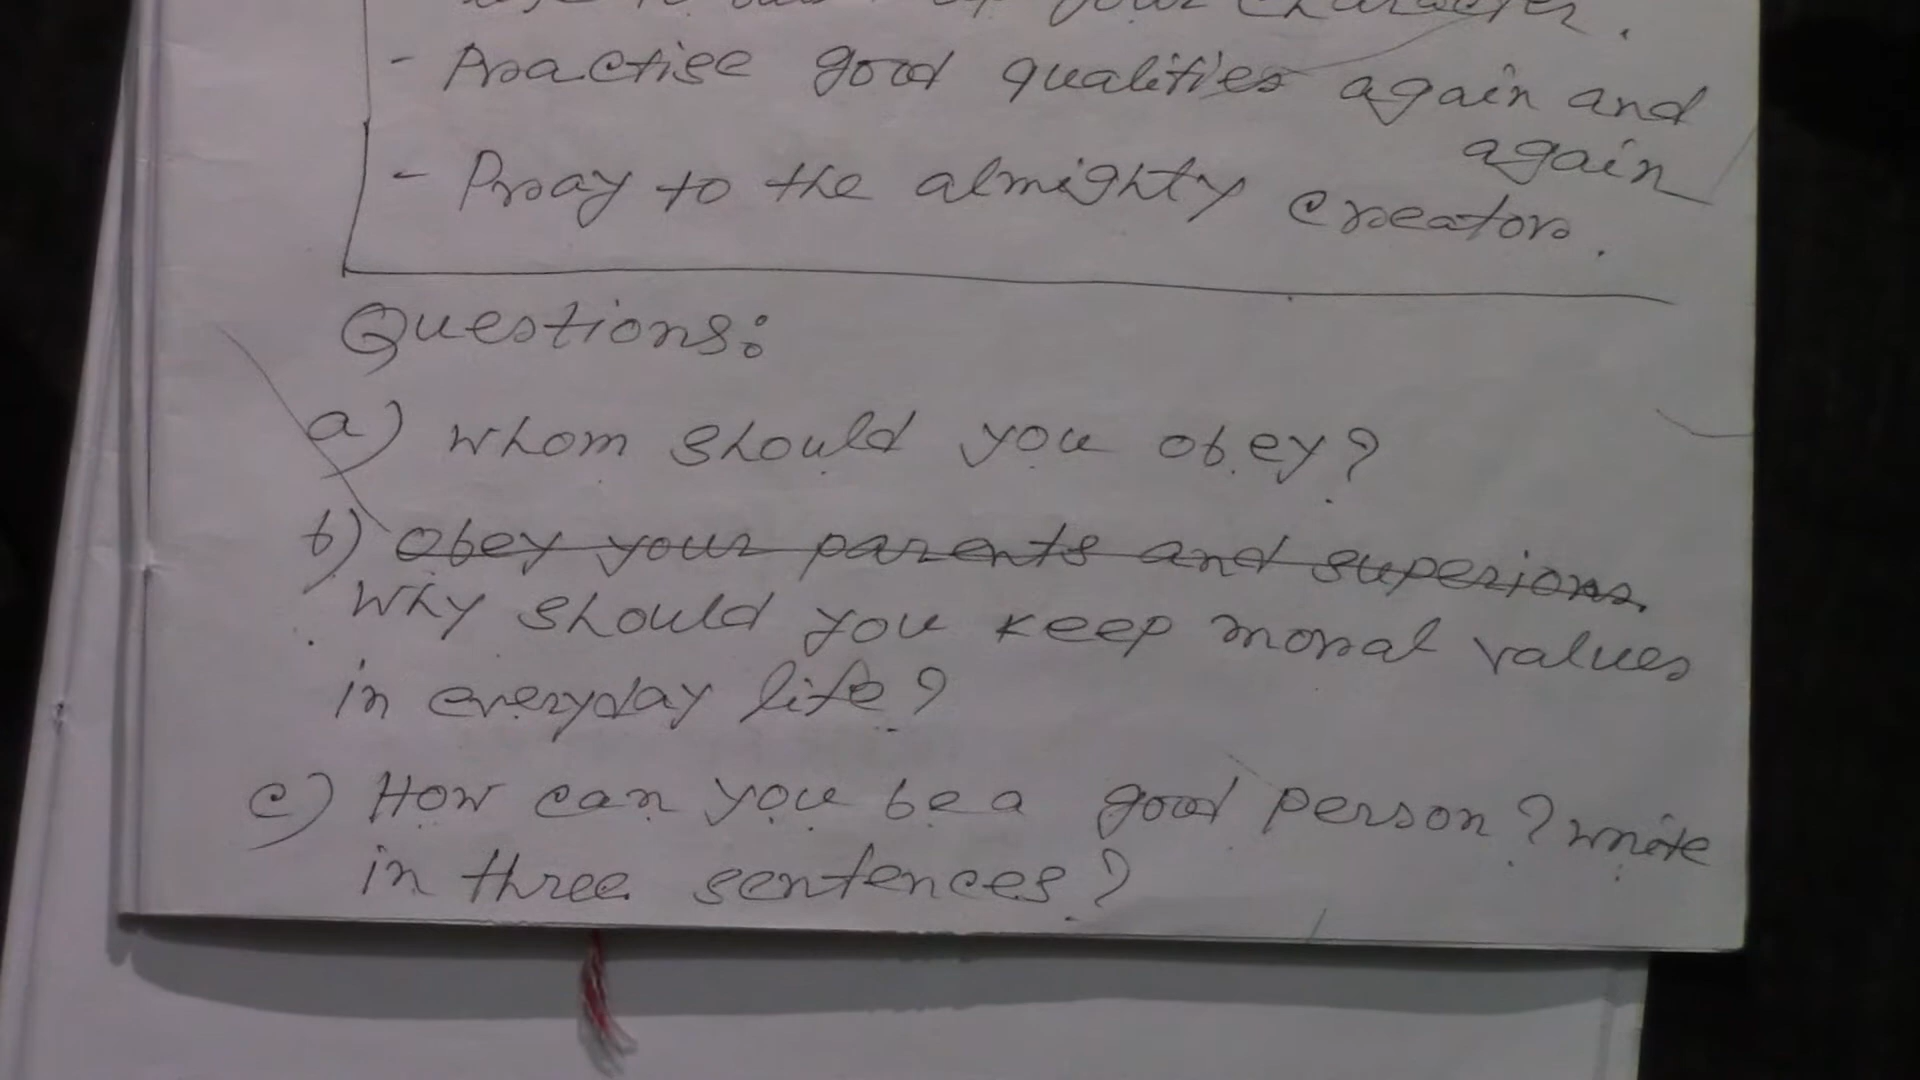 your character.
- Practise good qualities again and
again
- Pray to the almighty creator.
Questions:
a) Whom should you obey?
b) Obey your parents and superiors.
Why should you keep moral values
in everyday life?
c) How can you be a good person? write
in three sentences?